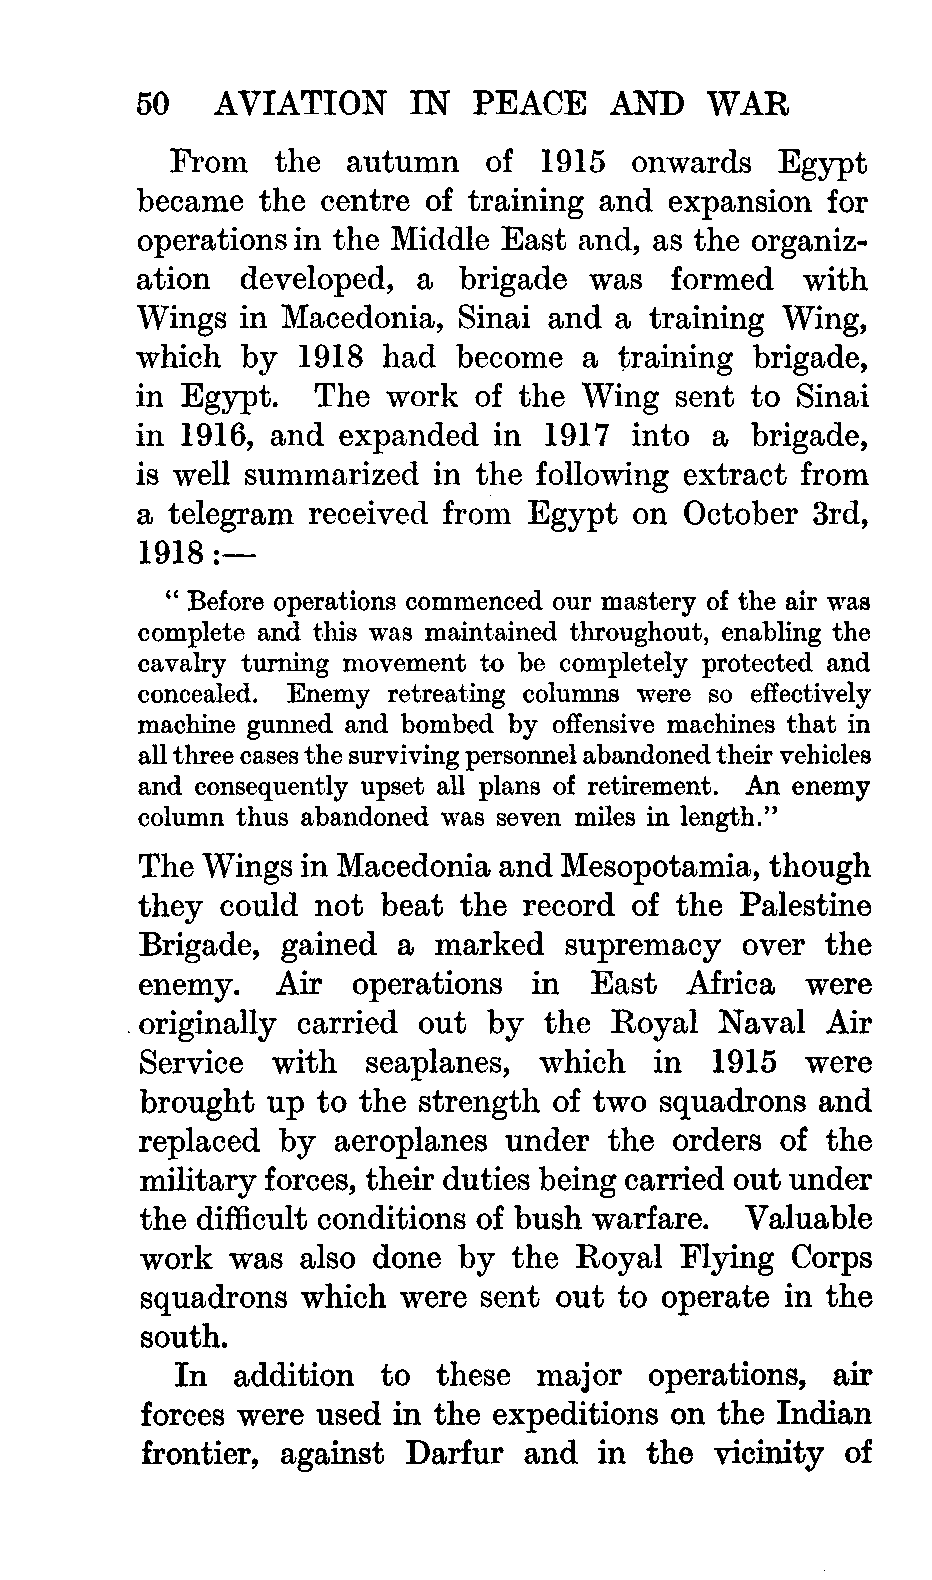 50 AVIATION IN PEACE AND WAR
From the autumn of 1915 onwards Egypt
became the centre of training and expansion for
operations in the Middle East and, as the organiz-
ation developed, a brigade was formed with
Wings in Macedonia, Sinai and a training Wing,
which by 1918 had become a training brigade,
in Egypt. The work of the Wing sent to Sinai
in 1916, and expanded in 1917 into a brigade,
is well summarized in the following extract from
a telegram received from Egypt on October 3rd,
1918 :—
“ Before operations commenced our mastery of the air was
complete and this was maintained throughout, enabling the
cavalry turning movement to be completely protected and
concealed. Enemy retreating columns were so effectively
machine gunned and bombed by offensive machines that in
all three cases the surviving personnel abandoned their vehicles
and consequently upset all plans of retirement. An enemy
column thus abandoned was seven miles in length.”
The Wings in Macedonia and Mesopotamia, though
they could not beat the record of the Palestine
Brigade, gained a marked supremacy over the
enemy. Air operations in East Africa were
originally carried out by the Royal Naval Air
Service with seaplanes, which in 1915 were
brought up to the strength of two squadrons and
replaced by aeroplanes under the orders of the
military forces, their duties being carried out under
the difficult conditions of bush warfare. Valuable
work was also done by the Royal Flying Corps
squadrons which were sent out to operate in the
south.
In addition to these major operations, air
forces were used in the expeditions on the Indian
frontier, against Darfur and in the vicinity of